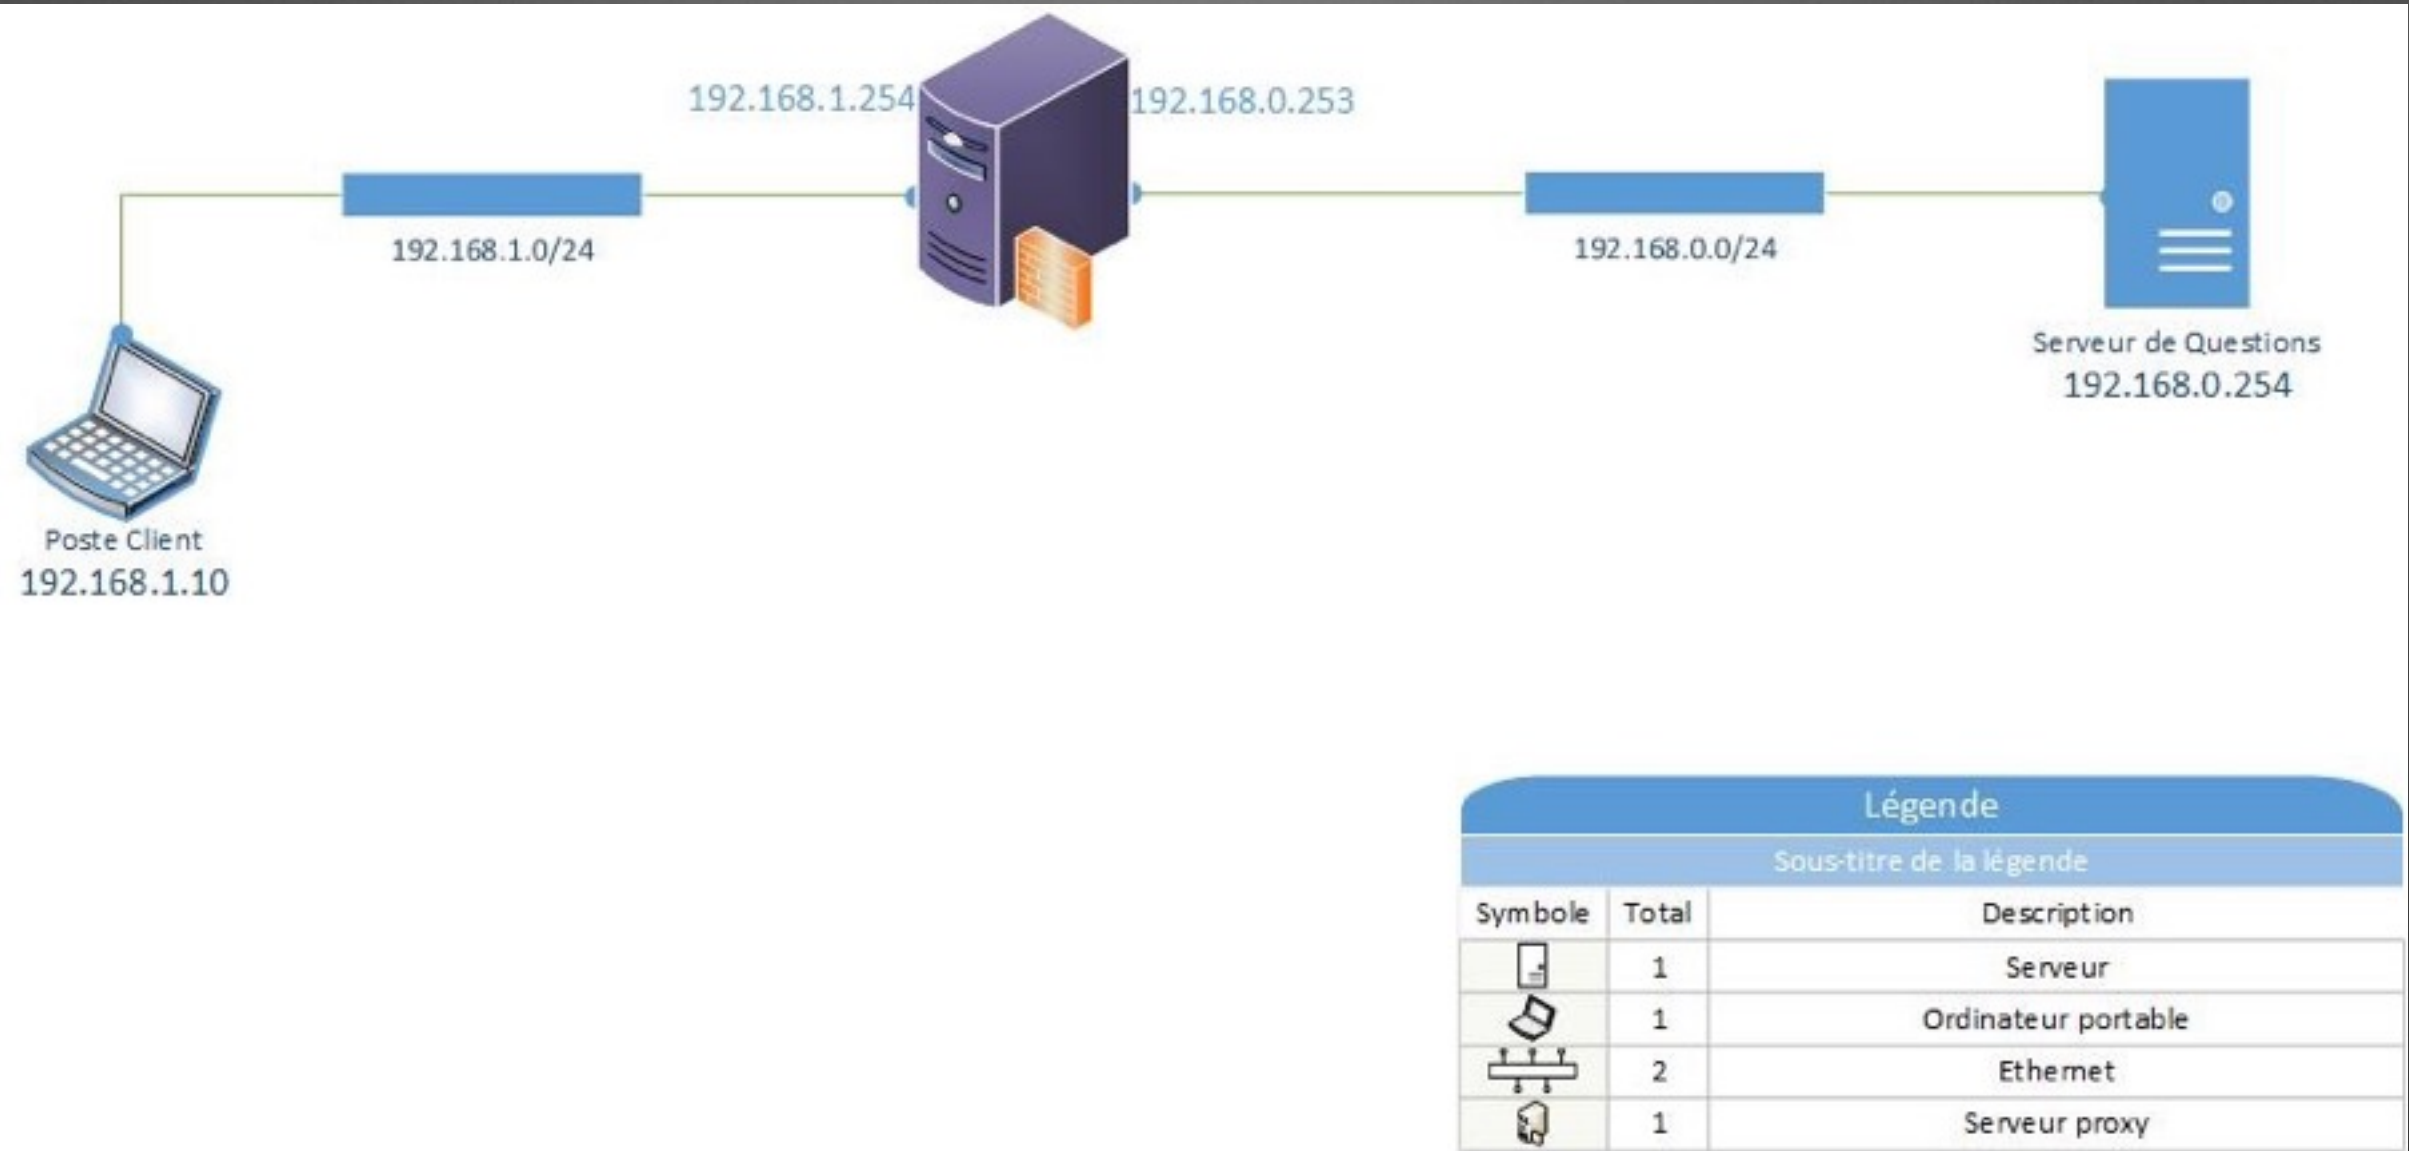 192.168.1.254
192.168.0.253
192.168.1.0/24
192.168.0.0/24
Serveur de Questions
192.168.0.254
Poste Client
192.168.1.10
Légende
Sous-titre de la légende
Symbole Total Description
1 Serveur
1 Ordinateur portable
2 Ethernet
1 Serveur proxy